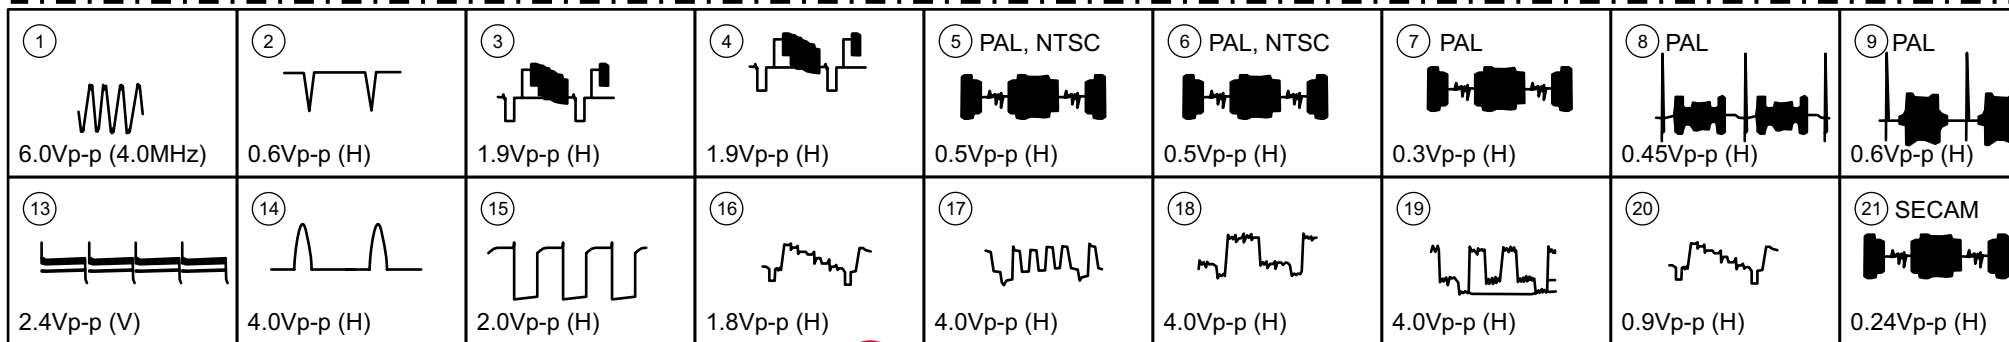 1
6.0Vp-p (4.0MHz)
2
0.6Vp-p (H)
3
1.9Vp-p (H)
4
1.9Vp-p (H)
5 PAL, NTSC
0.5Vp-p (H)
6 PAL, NTSC
0.5Vp-p (H)
7 PAL
0.3Vp-p (H)
8 PAL
0.45Vp-p (H)
9 PAL
0.6Vp-p (H)
13
2.4Vp-p (V)
14
4.0Vp-p (H)
15
2.0Vp-p (H)
16
1.8Vp-p (H)
17
4.0Vp-p (H)
18
4.0Vp-p (H)
19
4.0Vp-p (H)
20
0.9Vp-p (H)
21 SECAM
0.24Vp-p (H)